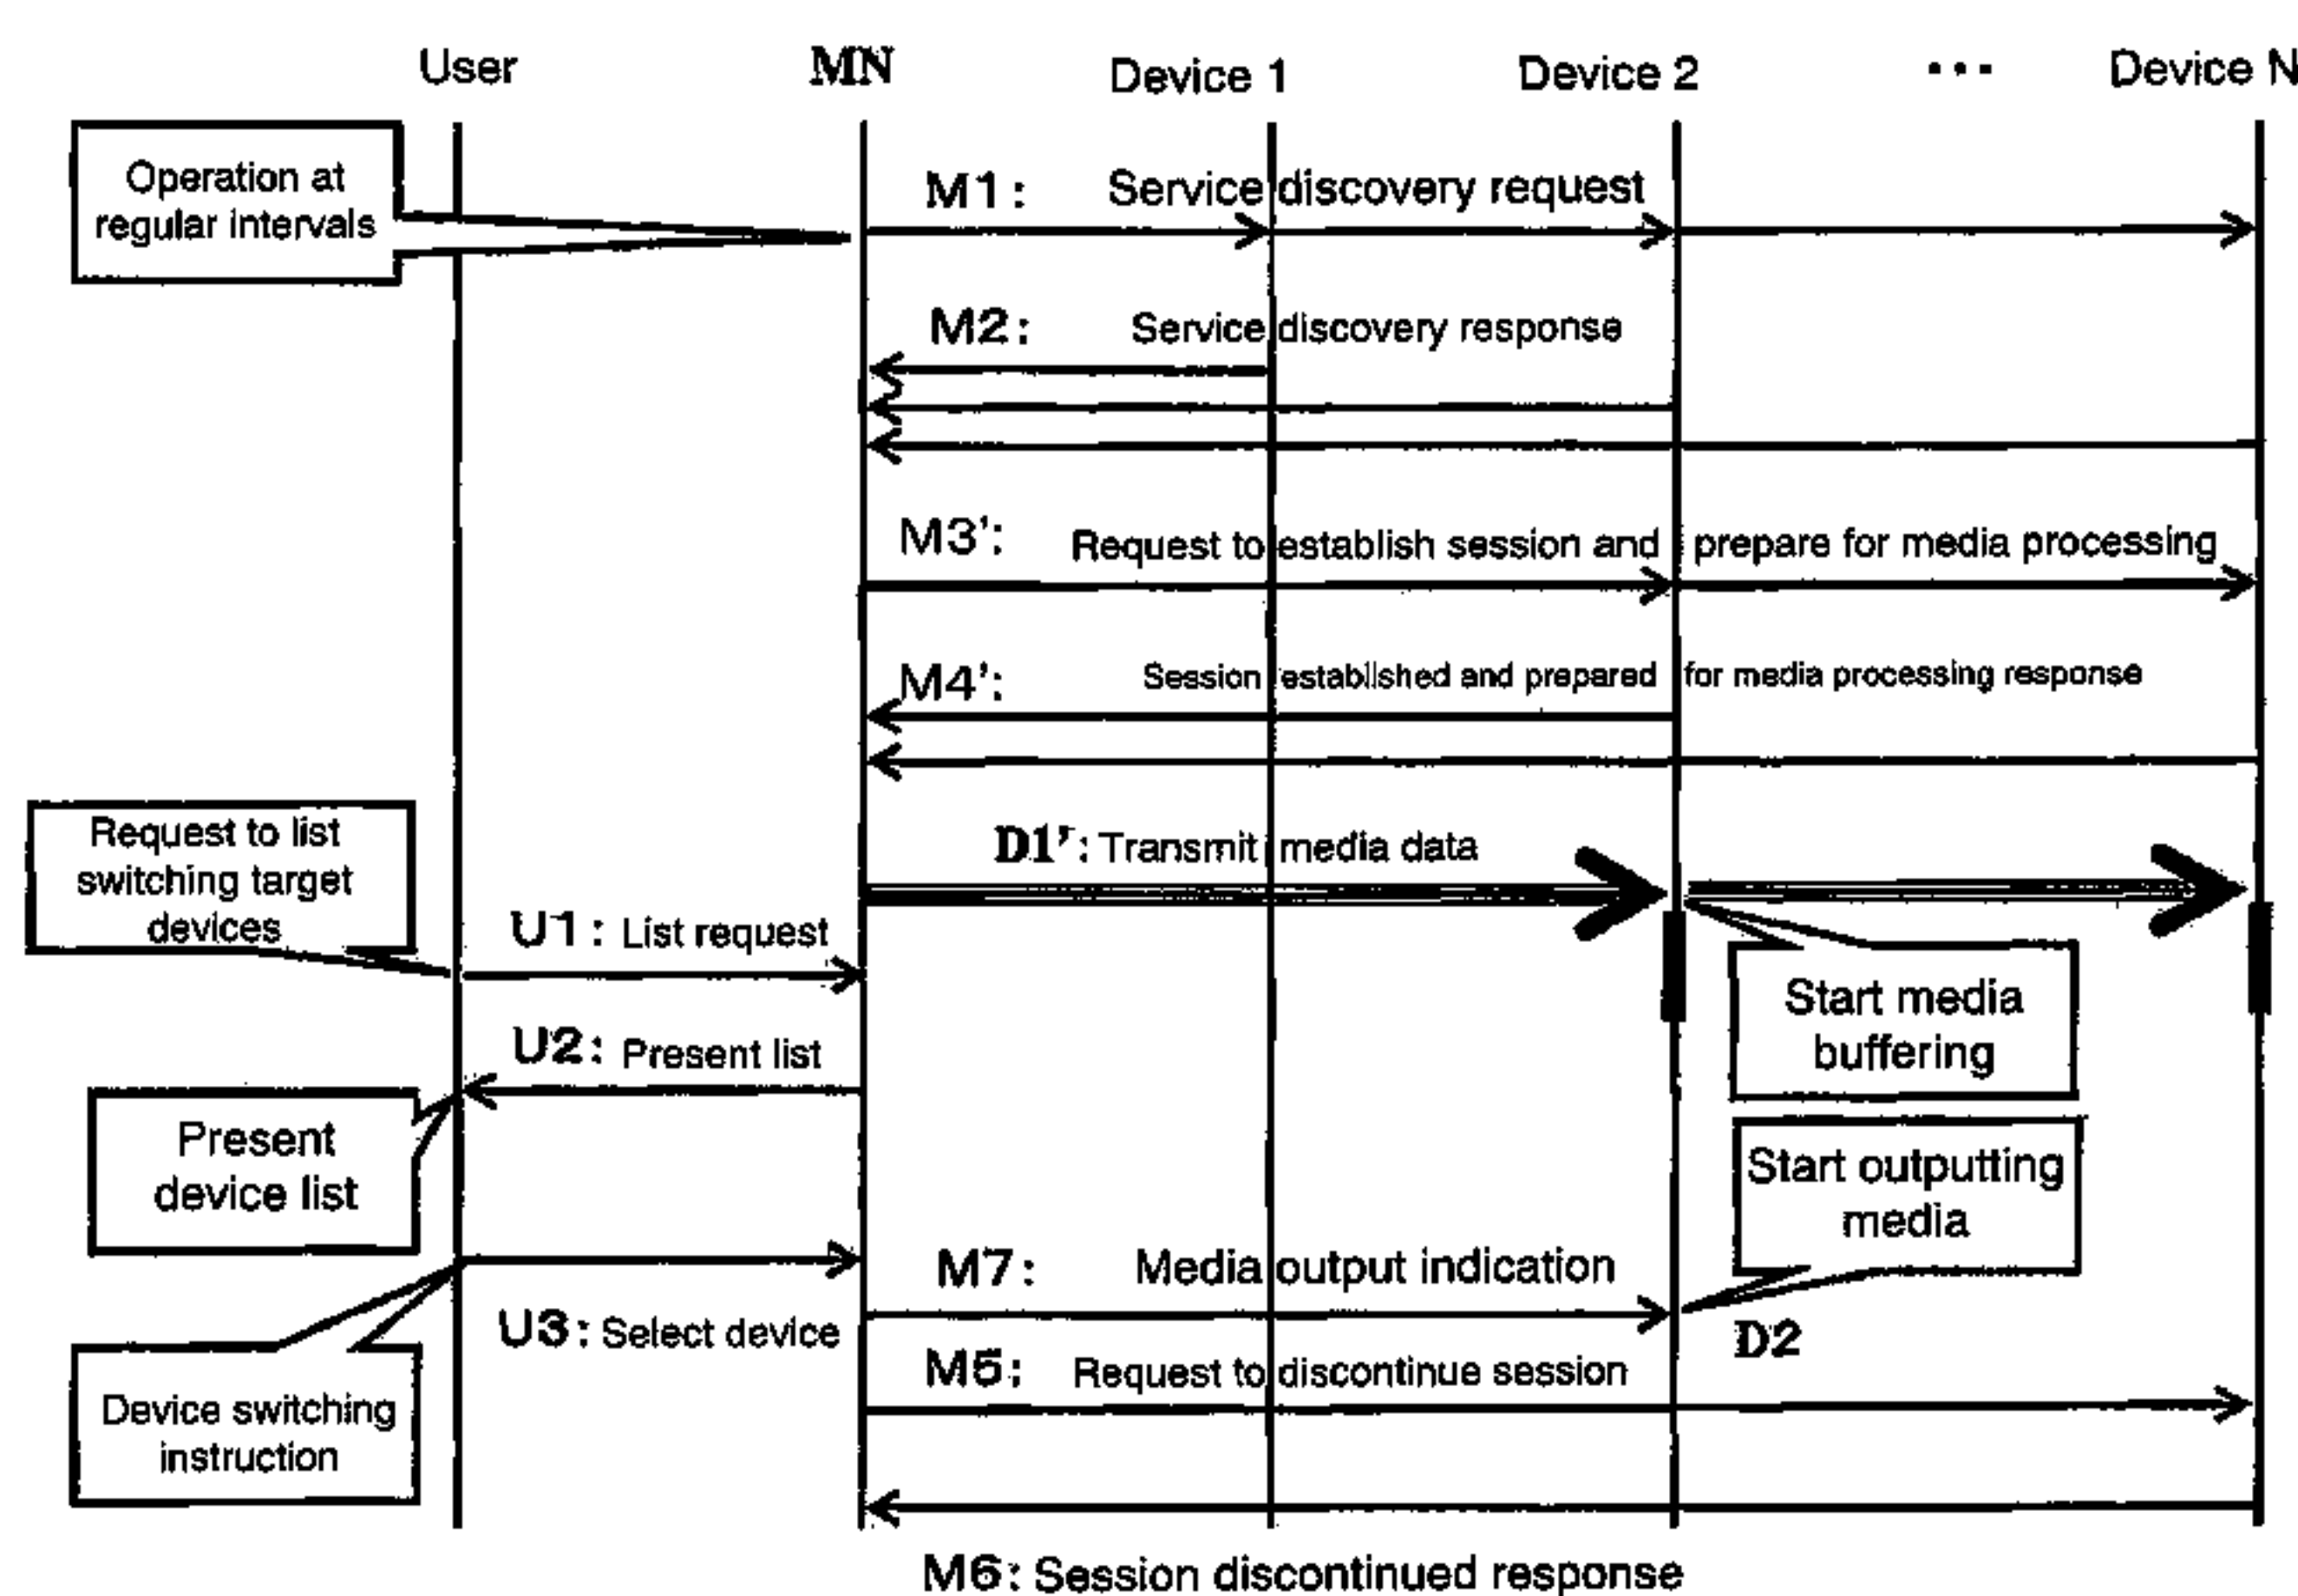 User MN Device 1 Device 2 ... Device N
Operation at
regular intervals
M1: Service discovery request
M2: Service discovery response
M3': Request to establish session and prepare for media processing
M4': Session established and prepared for media processing response
Request to list
switching target
devices
D1': Transmit media data
U1: List request
Start media
buffering
U2: Present list
Present
device list
Start outputting
media
M7: Media output indication
U3: Select device
D2
M5: Request to discontinue session
Device switching
instruction
M6: Session discontinued response